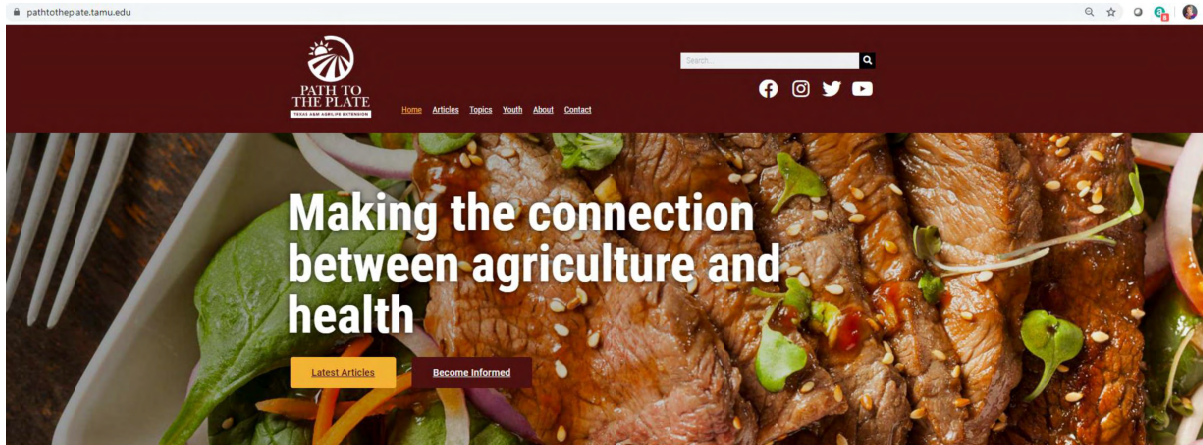 pathtothepate.tamu.edu
Search...
PATH TO
THE PLATE
TEXAS A&M AGRILIFE EXTENSION
Home Articles Topics Youth About Contact
Making the connection
between agriculture and
health
Latest Articles
Become Informed